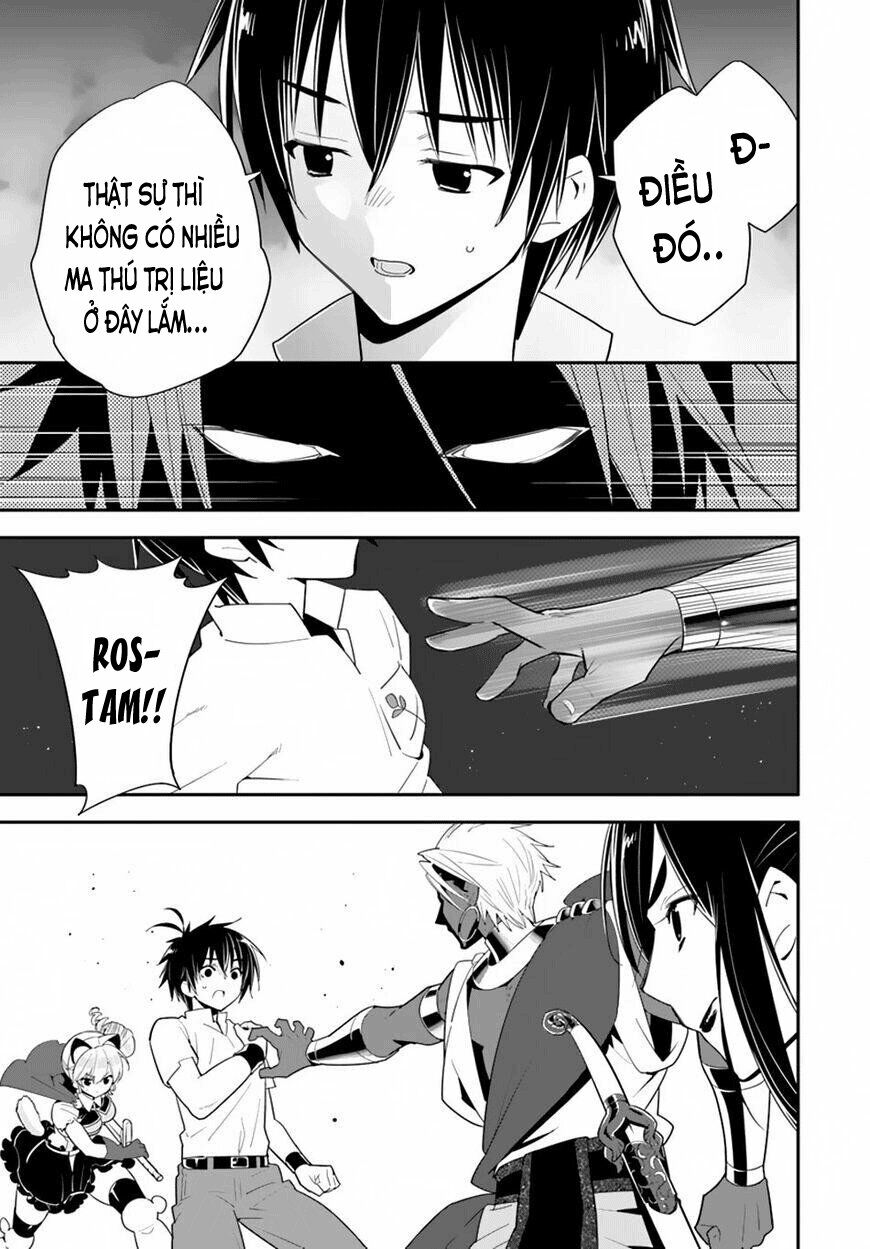 Đ-
ĐIỀU
ĐÓ..
THẬT SỰ THÌ
KHÔNG CÓ NHIỀU
MA THÚ TRỊ LIỆU
Ở ĐÂY LẮM...
ROS-
TAM!!